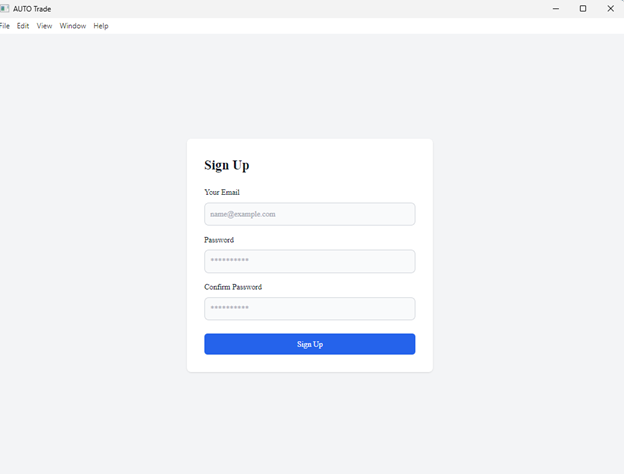 AUTO Trade
File Edit View Window Help
Sign Up
Your Email
name@example.com
Password
**********
Confirm Password
**********
Sign Up